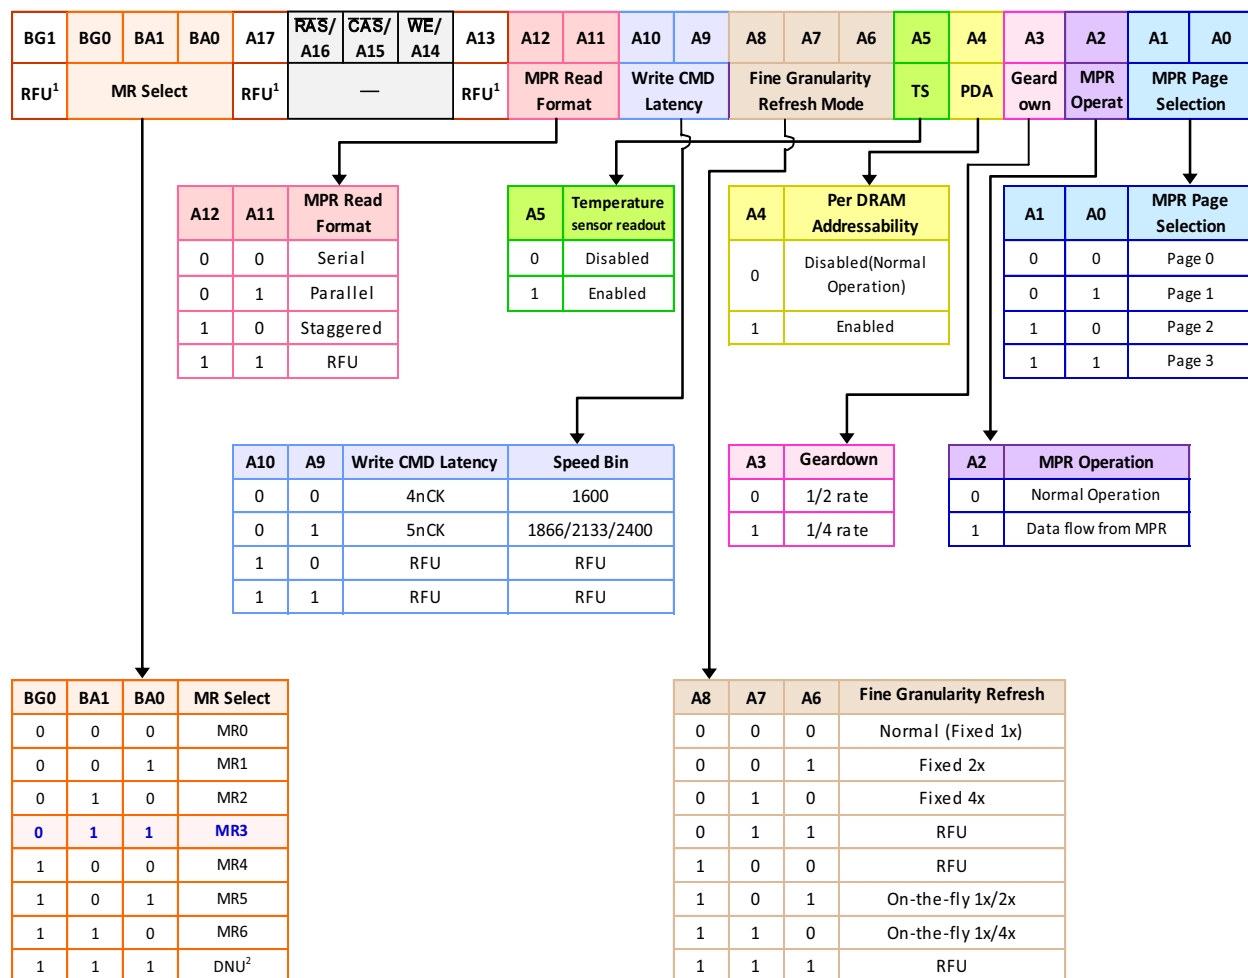 BG1 BG0 BA1 BA0 A17 RAS/ A16 CAS/ A15 WE/ A14 A13 A12 A11 A10 A9 A8 A7 A6 A5 A4 A3 A2 A1 A0
RFU1 MR Select RFU1 — RFU1 MPR Read Format Write CMD Latency Fine Granularity Refresh Mode TS PDA Geard own MPR Operat MPR Page Selection
A12 A11 MPR Read Format
0 0 Serial
0 1 Parallel
1 0 Staggered
1 1 RFU
A5 Temperature sensor readout
0 Disabled
1 Enabled
A4 Per DRAM Addressability
0 Disabled(Normal Operation)
1 Enabled
A1 A0 MPR Page Selection
0 0 Page 0
0 1 Page 1
1 0 Page 2
1 1 Page 3
A10 A9 Write CMD Latency Speed Bin
0 0 4nCK 1600
0 1 5nCK 1866/2133/2400
1 0 RFU RFU
1 1 RFU RFU
A3 Geardown
0 1/2 rate
1 1/4 rate
A2 MPR Operation
0 Normal Operation
1 Data flow from MPR
BG0 BA1 BA0 MR Select
0 0 0 MR0
0 0 1 MR1
0 1 0 MR2
0 1 1 MR3
1 0 0 MR4
1 0 1 MR5
1 1 0 MR6
1 1 1 DNU2
A8 A7 A6 Fine Granularity Refresh
0 0 0 Normal (Fixed 1x)
0 0 1 Fixed 2x
0 1 0 Fixed 4x
0 1 1 RFU
1 0 0 RFU
1 0 1 On-the-fly 1x/2x
1 1 0 On-the-fly 1x/4x
1 1 1 RFU